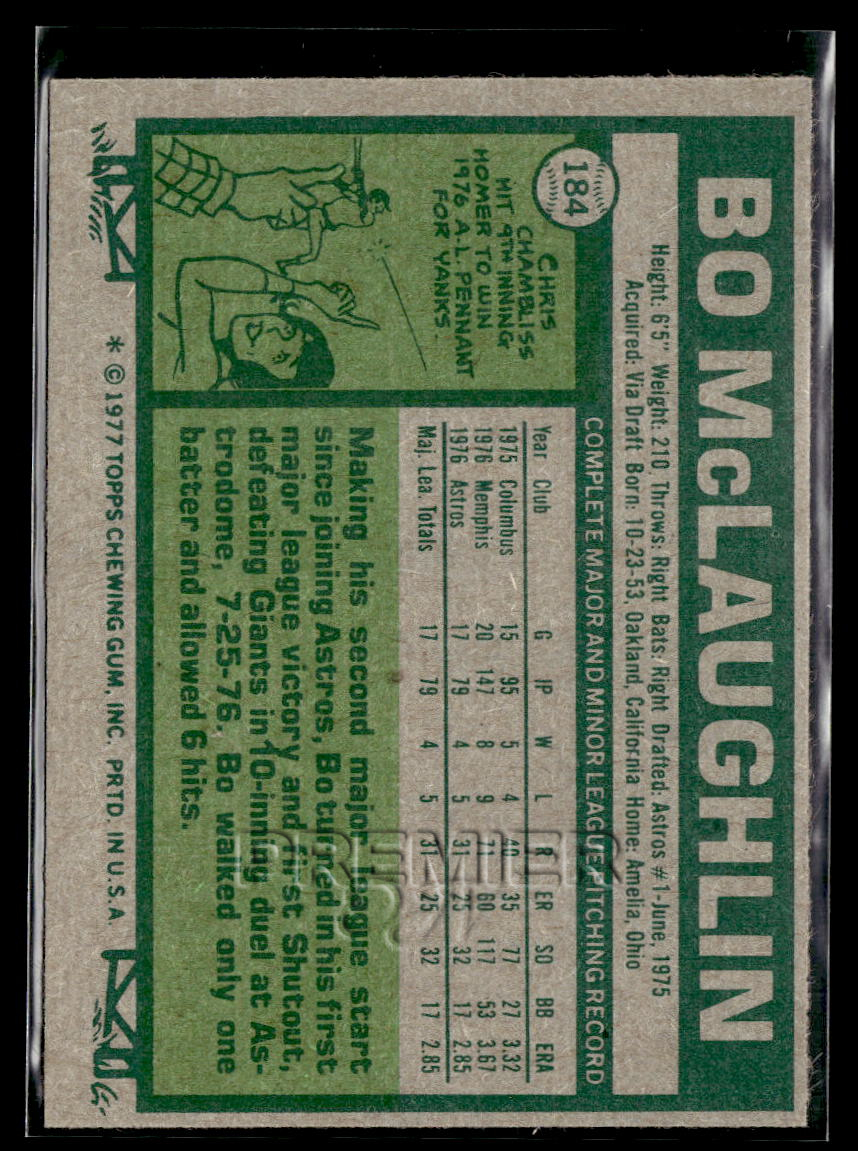 BO McLAUGHLIN
Height: 6'5" Weight: 210 Throws: Right Bats: Right Drafted: Astros #1-June, 1975
Acquired: Via Draft Born: 10-23-53, Oakland, California Home: Amelia, Ohio
184
COMPLETE MAJOR AND MINOR LEAGUE PITCHING RECORD
Year Club G IP W L R ER SO BB ERA
1975 Columbus 15 95 5 4 40 35 77 27 3.32
1976 Memphis 20 147 8 9 71 60 117 53 3.67
1976 Astros 17 79 4 5 31 25 32 17 2.85
Maj. Lea. Totals 17 79 4 5 31 25 32 17 2.85
CHRIS
CHAMBLISS
HIT 9TH INNING
HOMER TO WIN
1976 A.L. PENNANT
FOR YANKS.
Making his second major league start
since joining Astros, Bo turned in his first
major league victory and first Shutout,
defeating Giants in 10-inning duel at As-
trodome, 7-25-76. Bo walked only one
batter and allowed 6 hits.
* © 1977 TOPPS CHEWING GUM, INC. PRTD. IN U.S.A.
PREMIER